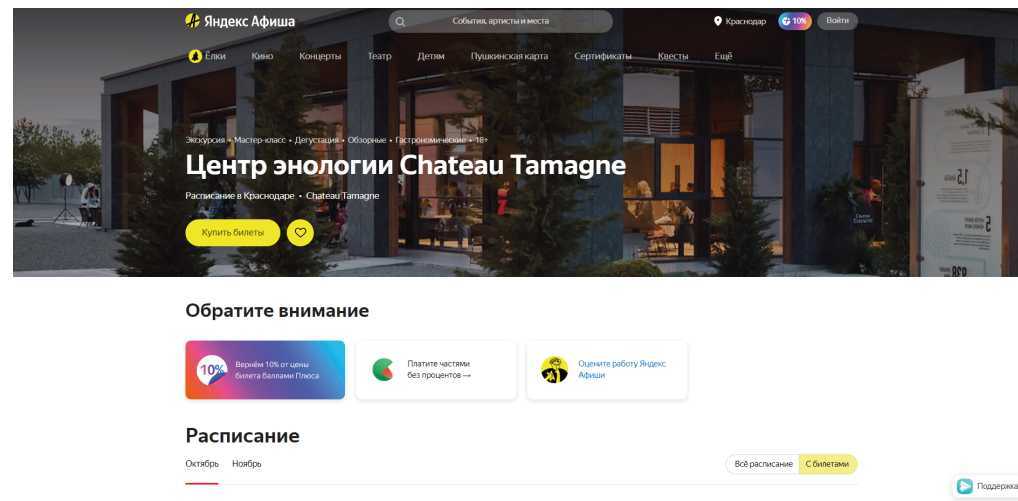 Яндекс Афиша
События, артисты и места
Краснодар
10%
Войти
Ёлки Кино Концерты Театр Детям Пушкинская карта Сертификаты Квесты Ещё
Экскурсия • Мастер-класс • Дегустация • Обзорные • Гастрономические • 18+
Центр энологии Chateau Tamagne
Расписание в Краснодаре • Chateau Tamagne
Купить билеты
Обратите внимание
10%
Вернём 10% от цены
билета баллами Плюса
Платите частями
без процентов →
Оцените работу Яндекс
Афиши
Расписание
Октябрь Ноябрь
Всё расписание С билетами
Поддержка